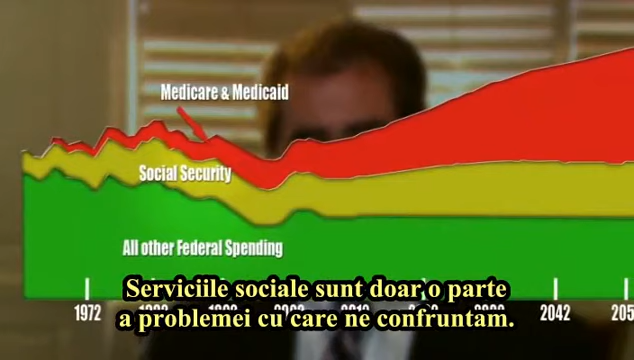 Medicare & Medicaid
Social Security
All other Federal Spending
1972
2042
Serviciile sociale sunt doar o parte
a problemei cu care ne confruntam.